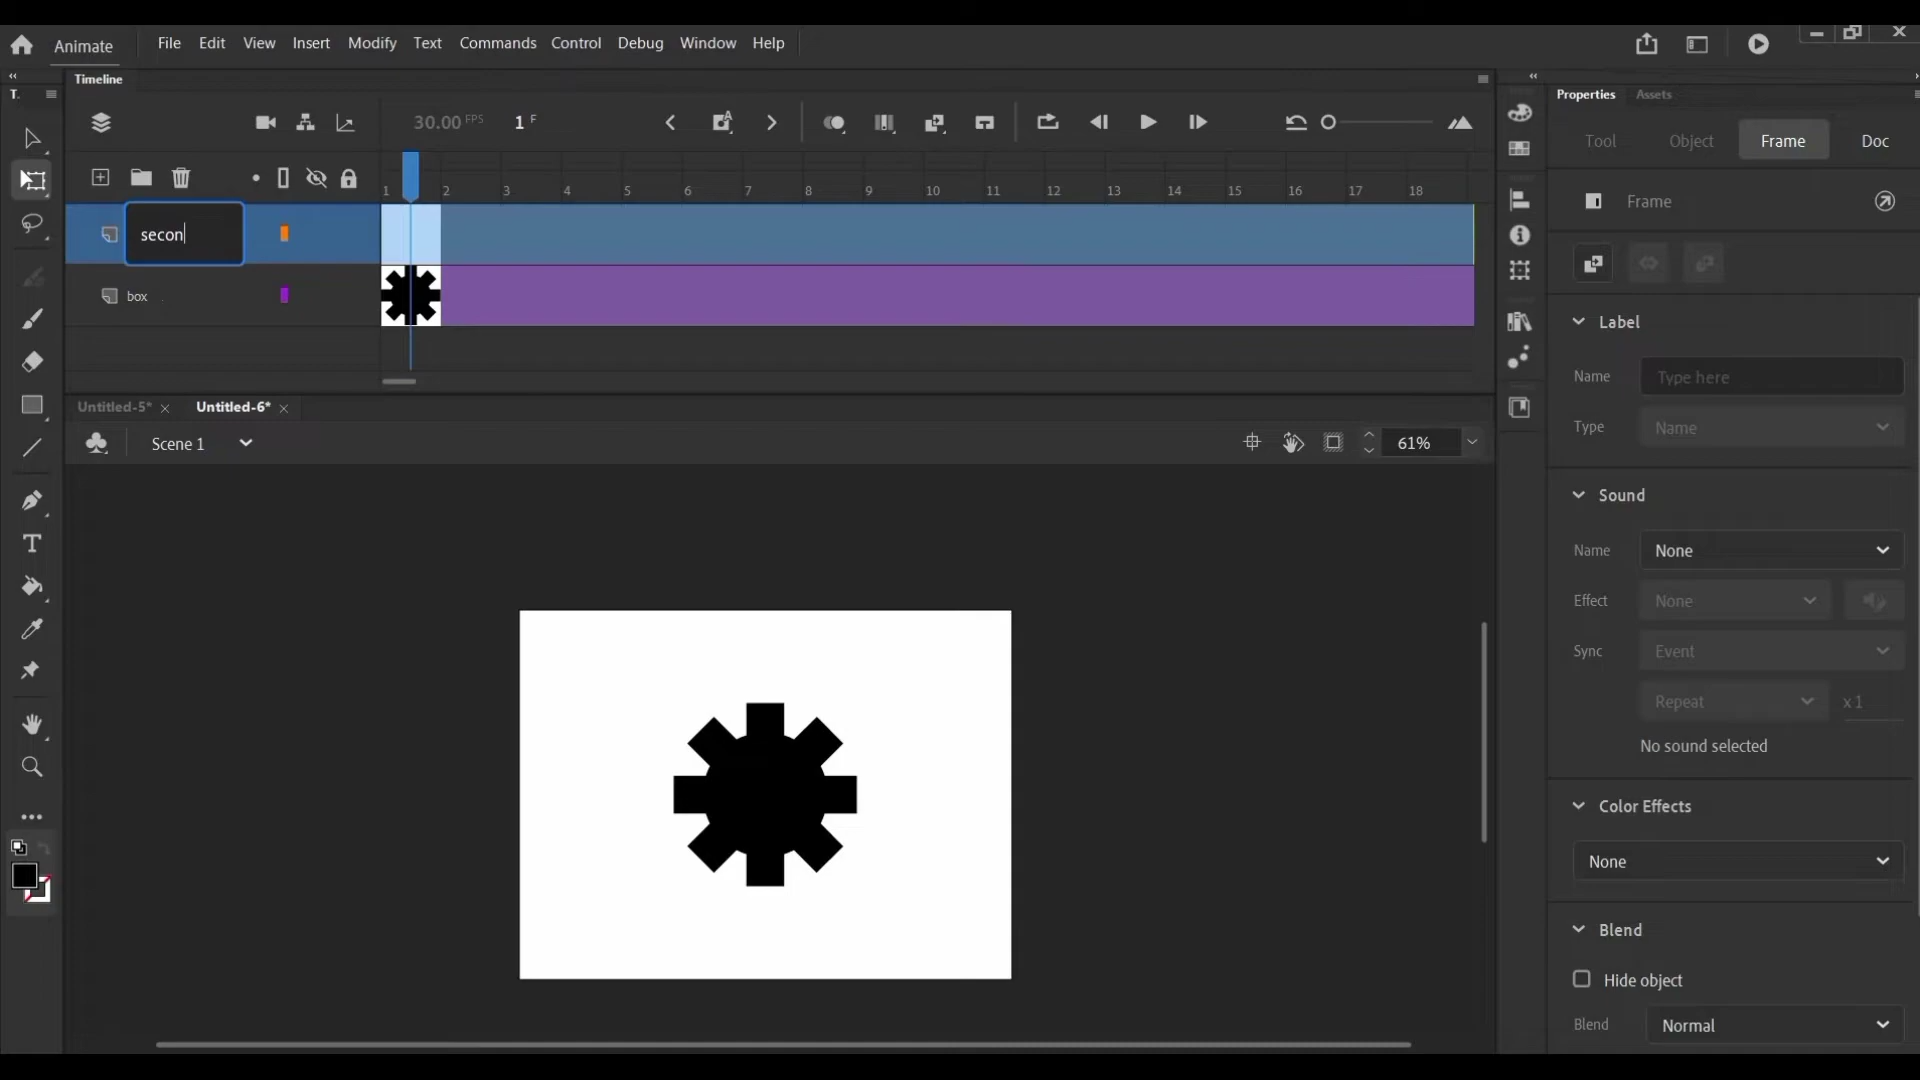 Animate File Edit View Insert Modify Text Commands Control Debug Window Help
T. Timeline Properties Assets
30.00 FPS 1 F
Tool Object Frame Doc
1 2 3 4 5 6 7 8 9 10 11 12 13 14 15 16 17 18
Frame
secon
box
Label
Name Type here
Type Name
Untitled-5* Untitled-6*
Scene 1 61%
Sound
Name None
Effect None
Sync Event
Repeat x 1
No sound selected
Color Effects
None
Blend
Hide object
Blend Normal